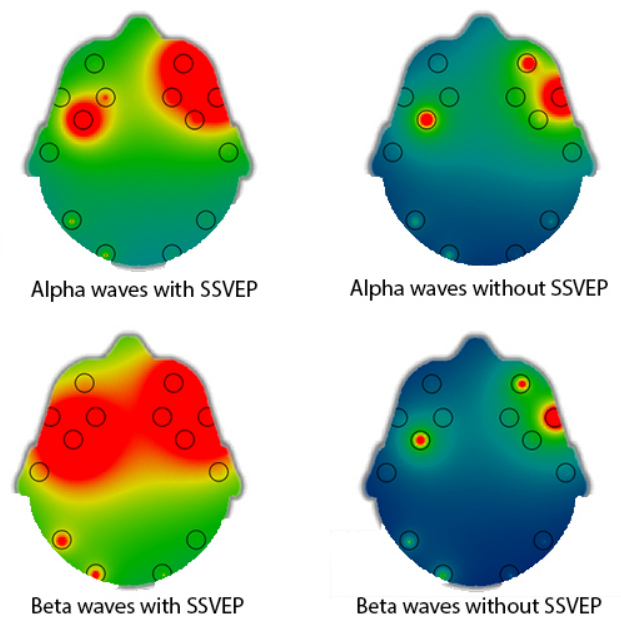 Alpha waves with SSVEP
Alpha waves without SSVEP
Beta waves with SSVEP
Beta waves without SSVEP